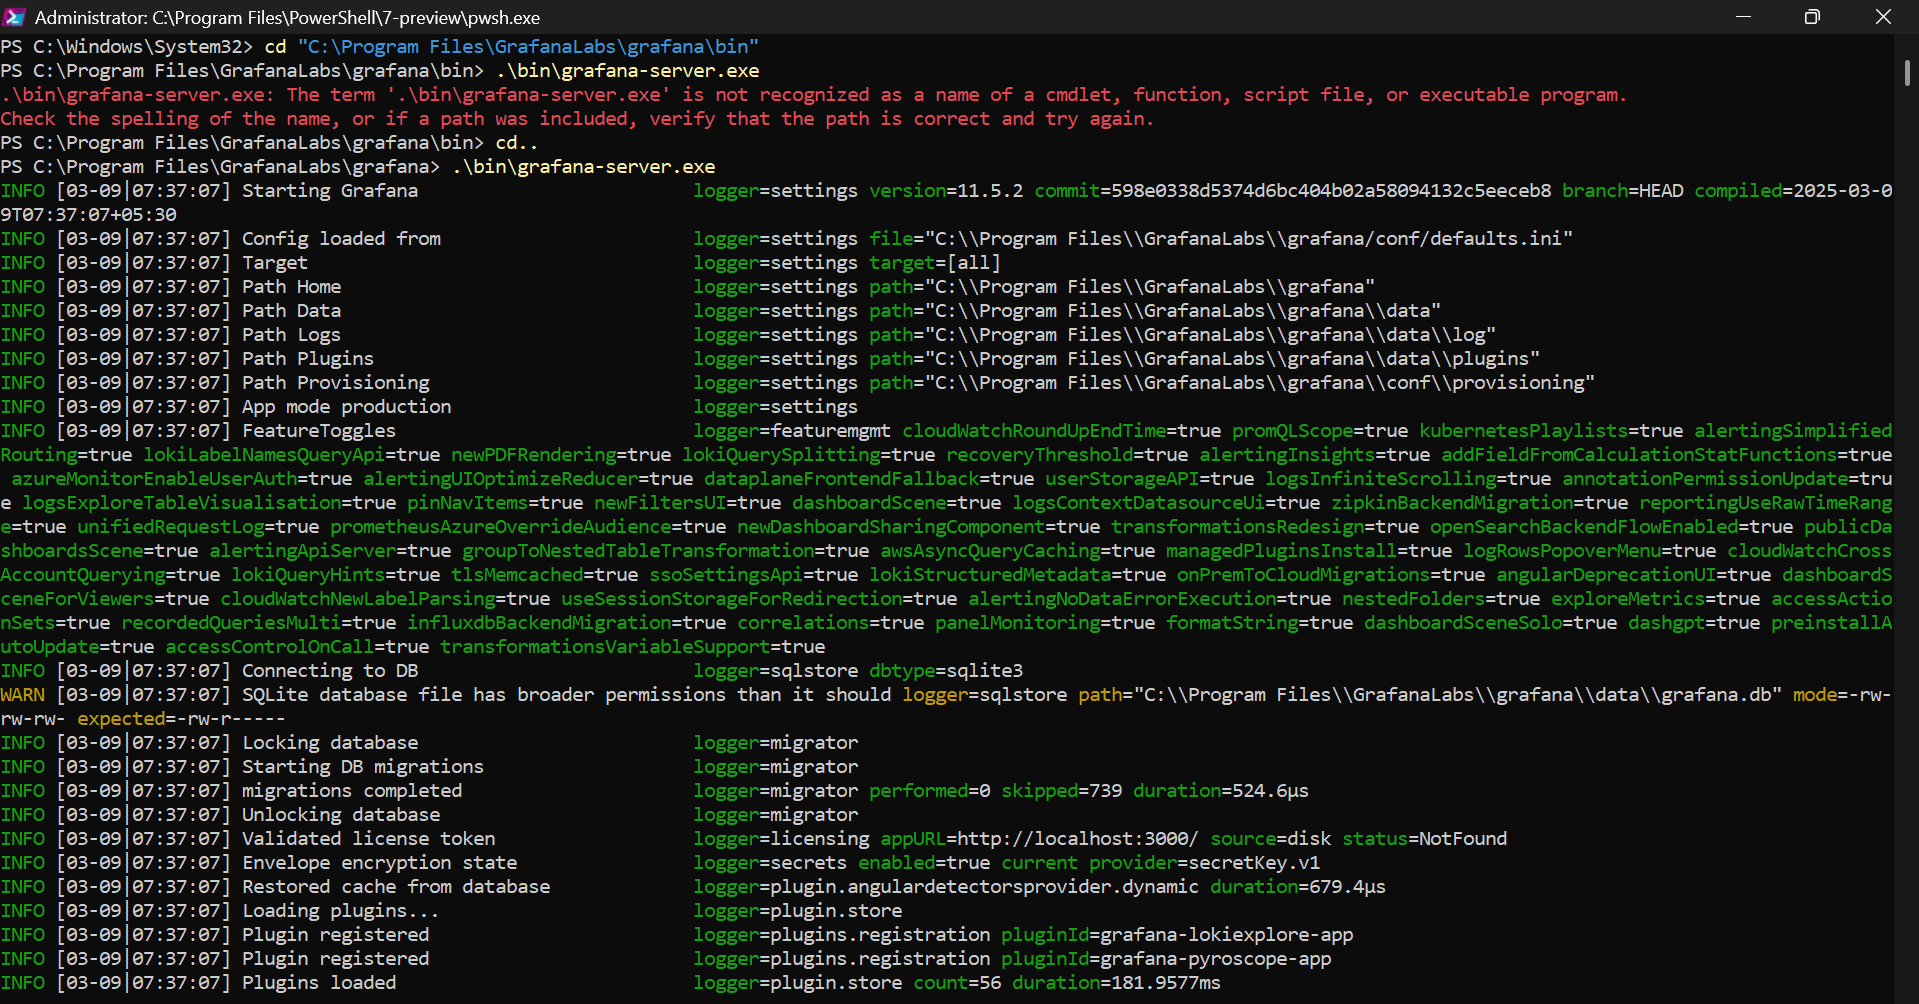 Administrator: C:\Program Files\PowerShell\7-preview\pwsh.exe
PS C:\Windows\System32> cd "C:\Program Files\GrafanaLabs\grafana\bin"
PS C:\Program Files\GrafanaLabs\grafana\bin> .\bin\grafana-server.exe
.\bin\grafana-server.exe: The term '.\bin\grafana-server.exe' is not recognized as a name of a cmdlet, function, script file, or executable program.
Check the spelling of the name, or if a path was included, verify that the path is correct and try again.
PS C:\Program Files\GrafanaLabs\grafana\bin> cd..
PS C:\Program Files\GrafanaLabs\grafana> .\bin\grafana-server.exe
INFO [03-09|07:37:07] Starting Grafana                         logger=settings version=11.5.2 commit=598e0338d5374d6bc404b02a58094132c5eeceb8 branch=HEAD compiled=2025-03-0
9T07:37:07+05:30
INFO [03-09|07:37:07] Config loaded from                       logger=settings file="C:\\Program Files\\GrafanaLabs\\grafana/conf/defaults.ini"
INFO [03-09|07:37:07] Target                                   logger=settings target=[all]
INFO [03-09|07:37:07] Path Home                                logger=settings path="C:\\Program Files\\GrafanaLabs\\grafana"
INFO [03-09|07:37:07] Path Data                                logger=settings path="C:\\Program Files\\GrafanaLabs\\grafana\\data"
INFO [03-09|07:37:07] Path Logs                                logger=settings path="C:\\Program Files\\GrafanaLabs\\grafana\\data\\log"
INFO [03-09|07:37:07] Path Plugins                             logger=settings path="C:\\Program Files\\GrafanaLabs\\grafana\\data\\plugins"
INFO [03-09|07:37:07] Path Provisioning                        logger=settings path="C:\\Program Files\\GrafanaLabs\\grafana\\conf\\provisioning"
INFO [03-09|07:37:07] App mode production                      logger=settings
INFO [03-09|07:37:07] FeatureToggles                           logger=featuremgmt cloudWatchRoundUpEndTime=true promQLScope=true kubernetesPlaylists=true alertingSimplified
Routing=true lokiLabelNamesQueryApi=true newPDFRendering=true lokiQuerySplitting=true recoveryThreshold=true alertingInsights=true addFieldFromCalculationStatFunctions=true
 azureMonitorEnableUserAuth=true alertingUIOptimizeReducer=true dataplaneFrontendFallback=true userStorageAPI=true logsInfiniteScrolling=true annotationPermissionUpdate=tru
e logsExploreTableVisualisation=true pinNavItems=true newFiltersUI=true dashboardScene=true logsContextDatasourceUi=true zipkinBackendMigration=true reportingUseRawTimeRang
e=true unifiedRequestLog=true prometheusAzureOverrideAudience=true newDashboardSharingComponent=true transformationsRedesign=true openSearchBackendFlowEnabled=true publicDa
shboardsScene=true alertingApiServer=true groupToNestedTableTransformation=true awsAsyncQueryCaching=true managedPluginsInstall=true logRowsPopoverMenu=true cloudWatchCross
AccountQuerying=true lokiQueryHints=true tlsMemcached=true ssoSettingsApi=true lokiStructuredMetadata=true onPremToCloudMigrations=true angularDeprecationUI=true dashboardS
ceneForViewers=true cloudWatchNewLabelParsing=true useSessionStorageForRedirection=true alertingNoDataErrorExecution=true nestedFolders=true exploreMetrics=true accessActio
nSets=true recordedQueriesMulti=true influxdbBackendMigration=true correlations=true panelMonitoring=true formatString=true dashboardSceneSolo=true dashgpt=true preinstallA
utoUpdate=true accessControlOnCall=true transformationsVariableSupport=true
INFO [03-09|07:37:07] Connecting to DB                         logger=sqlstore dbtype=sqlite3
WARN [03-09|07:37:07] SQLite database file has broader permissions than it should logger=sqlstore path="C:\\Program Files\\GrafanaLabs\\grafana\\data\\grafana.db" mode=-rw-
rw-rw- expected=-rw-r-----
INFO [03-09|07:37:07] Locking database                         logger=migrator
INFO [03-09|07:37:07] Starting DB migrations                   logger=migrator
INFO [03-09|07:37:07] migrations completed                     logger=migrator performed=0 skipped=739 duration=524.6µs
INFO [03-09|07:37:07] Unlocking database                       logger=migrator
INFO [03-09|07:37:07] Validated license token                  logger=licensing appURL=http://localhost:3000/ source=disk status=NotFound
INFO [03-09|07:37:07] Envelope encryption state                logger=secrets enabled=true current provider=secretKey.v1
INFO [03-09|07:37:07] Restored cache from database             logger=plugin.angulardetectorsprovider.dynamic duration=679.4µs
INFO [03-09|07:37:07] Loading plugins...                       logger=plugin.store
INFO [03-09|07:37:07] Plugin registered                        logger=plugins.registration pluginId=grafana-lokiexplore-app
INFO [03-09|07:37:07] Plugin registered                        logger=plugins.registration pluginId=grafana-pyroscope-app
INFO [03-09|07:37:07] Plugins loaded                           logger=plugin.store count=56 duration=181.9577ms